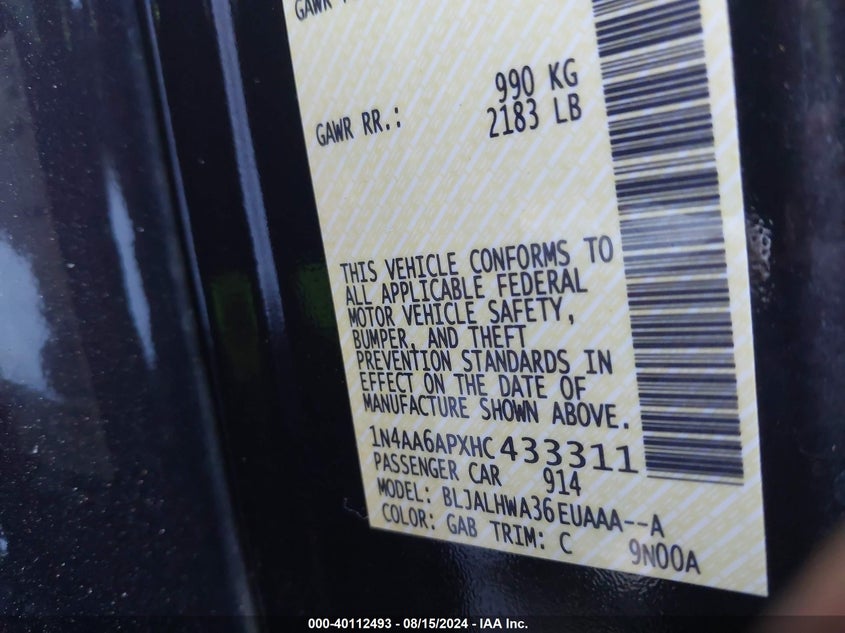 GAWR
990 KG
GAWR RR.: 2183 LB
THIS VEHICLE CONFORMS TO
ALL APPLICABLE FEDERAL
MOTOR VEHICLE SAFETY,
BUMPER, AND THEFT
PREVENTION STANDARDS IN
EFFECT ON THE DATE OF
MANUFACTURE SHOWN ABOVE.
1N4AA6APXHC433311
PASSENGER CAR 914
MODEL: BLJALHWA36EUAAA--A
COLOR: GAB TRIM: C 9N00A
000-40112493 - 08/15/2024 - IAA Inc.